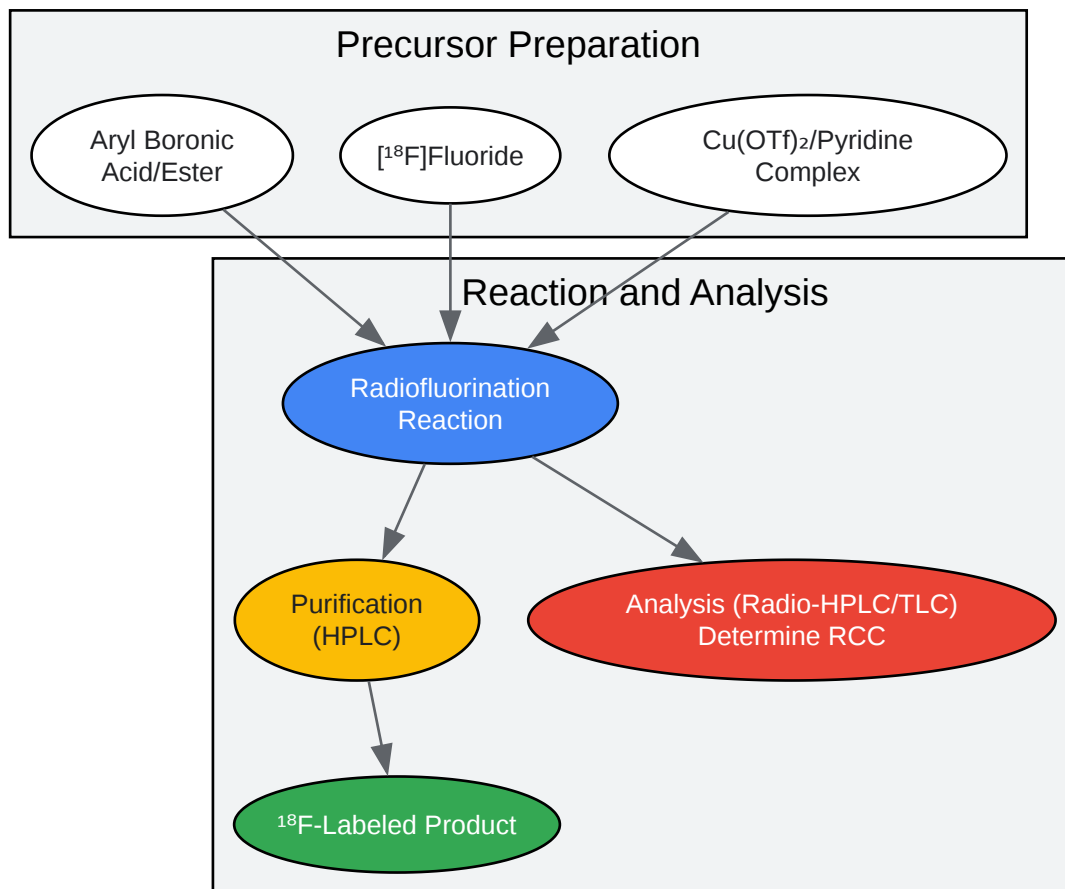 Precursor Preparation
Aryl Boronic
Acid/Ester
[¹⁸F]Fluoride
Cu(OTf)₂/Pyridine
Complex
Reaction and Analysis
Radiofluorination
Reaction
Purification
(HPLC)
Analysis (Radio-HPLC/TLC)
Determine RCC
¹⁸F-Labeled Product